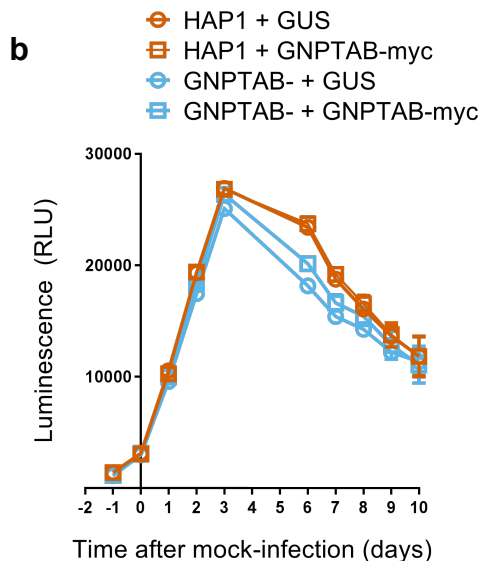 b
HAP1 + GUS
HAP1 + GNPTAB-myc
GNPTAB- + GUS
GNPTAB- + GNPTAB-myc
30000
20000
10000
Luminescence (RLU)
-2 -1 0 1 2 3 4 5 6 7 8 9 10
Time after mock-infection (days)